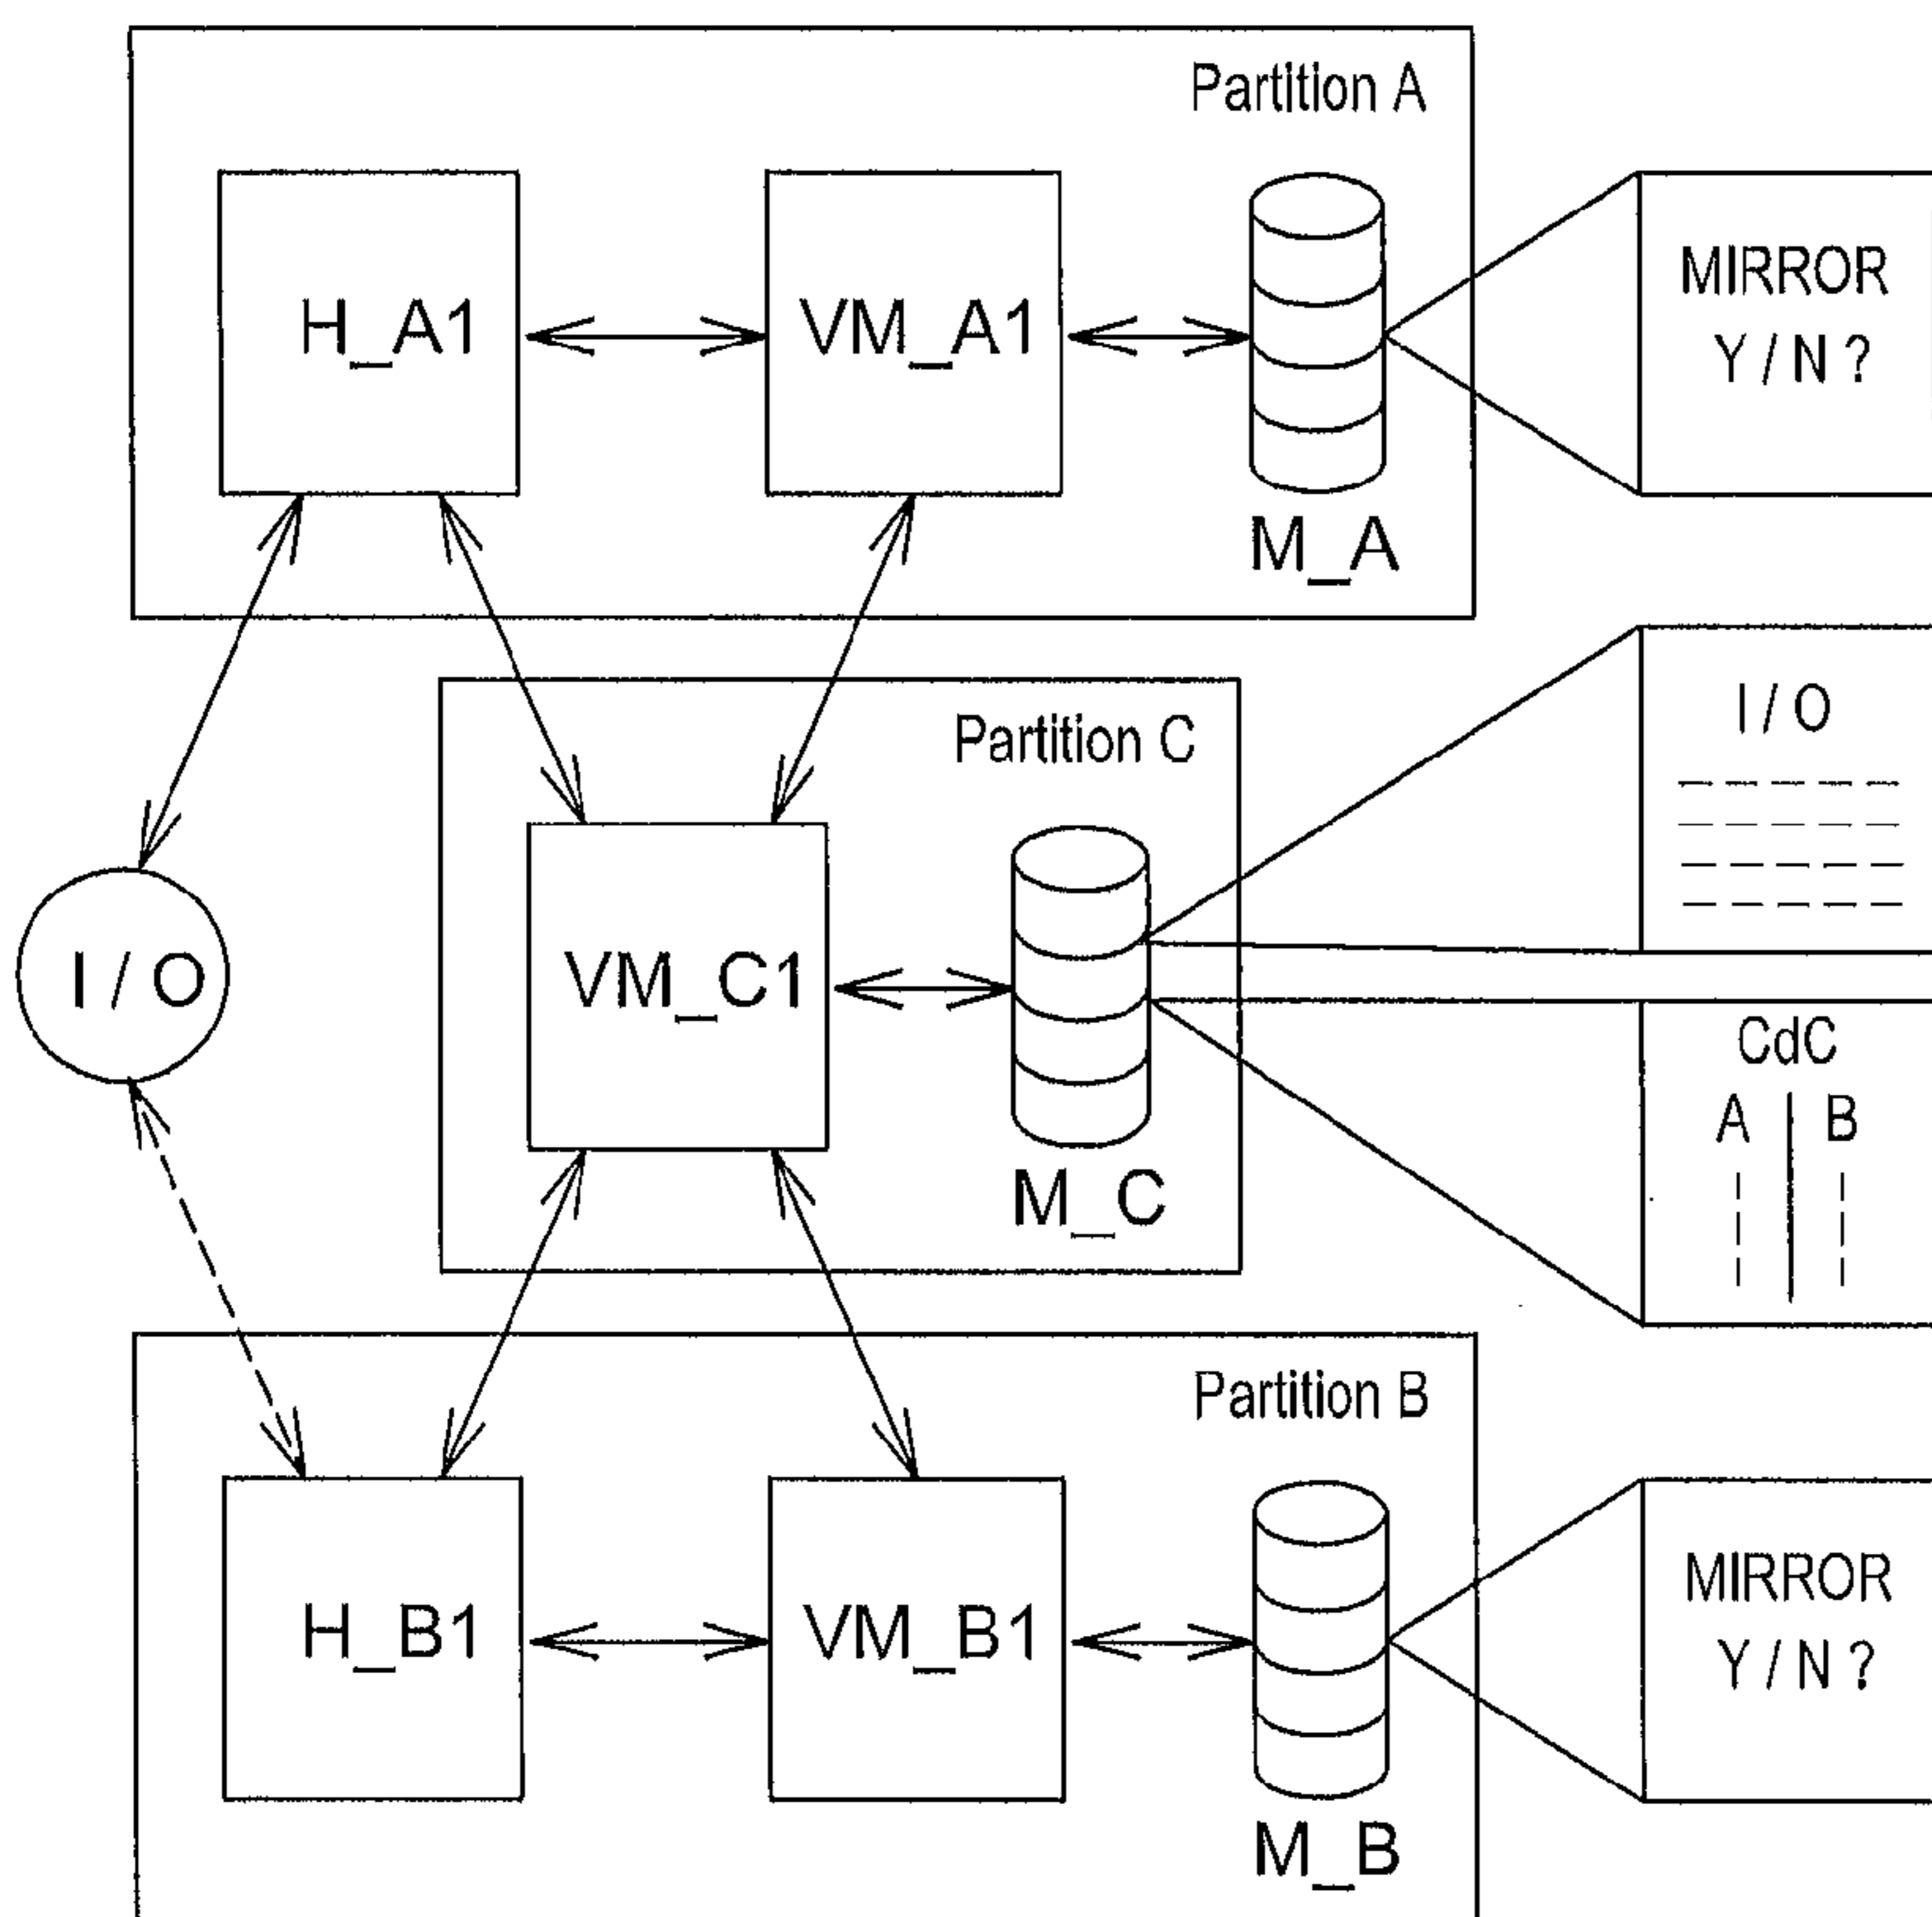 Partition A
H_A1
VM_A1
M_A
MIRROR
Y / N ?
Partition C
I / O
VM_C1
M_C
I / O
CdC
A | B
Partition B
H_B1
VM_B1
M_B
MIRROR
Y / N ?